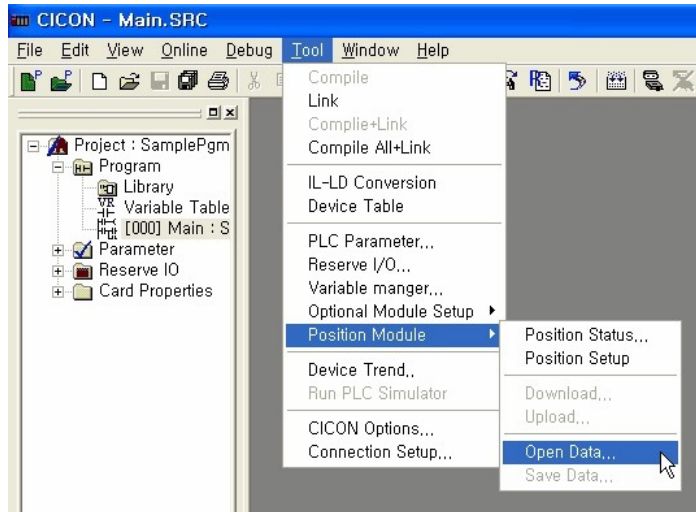 CICON - Main.SRC
File Edit View Online Debug Tool Window Help
Project : SamplePgm
Program
Library
Variable Table
[000] Main : S
Parameter
Reserve IO
Card Properties
Compile
Link
Complie+Link
Compile All+Link
IL-LD Conversion
Device Table
PLC Parameter...
Reserve I/O...
Variable manger...
Optional Module Setup
Position Module
Device Trend..
Run PLC Simulator
CICON Options...
Connection Setup...
Position Status...
Position Setup
Download...
Upload...
Open Data...
Save Data...